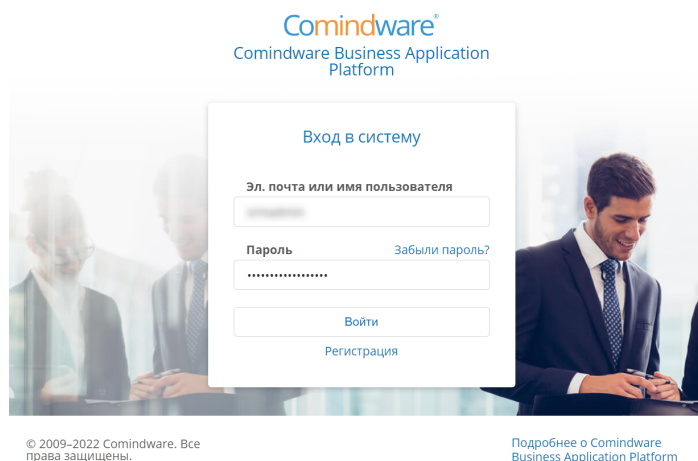 Comindware®
Comindware Business Application
Platform
Вход в систему
Эл. почта или имя пользователя
Пароль
Забыли пароль?
••••••••••••••••••
Войти
Регистрация
© 2009–2022 Comindware. Все
права защищены.
Подробнее о Comindware
Business Application Platform